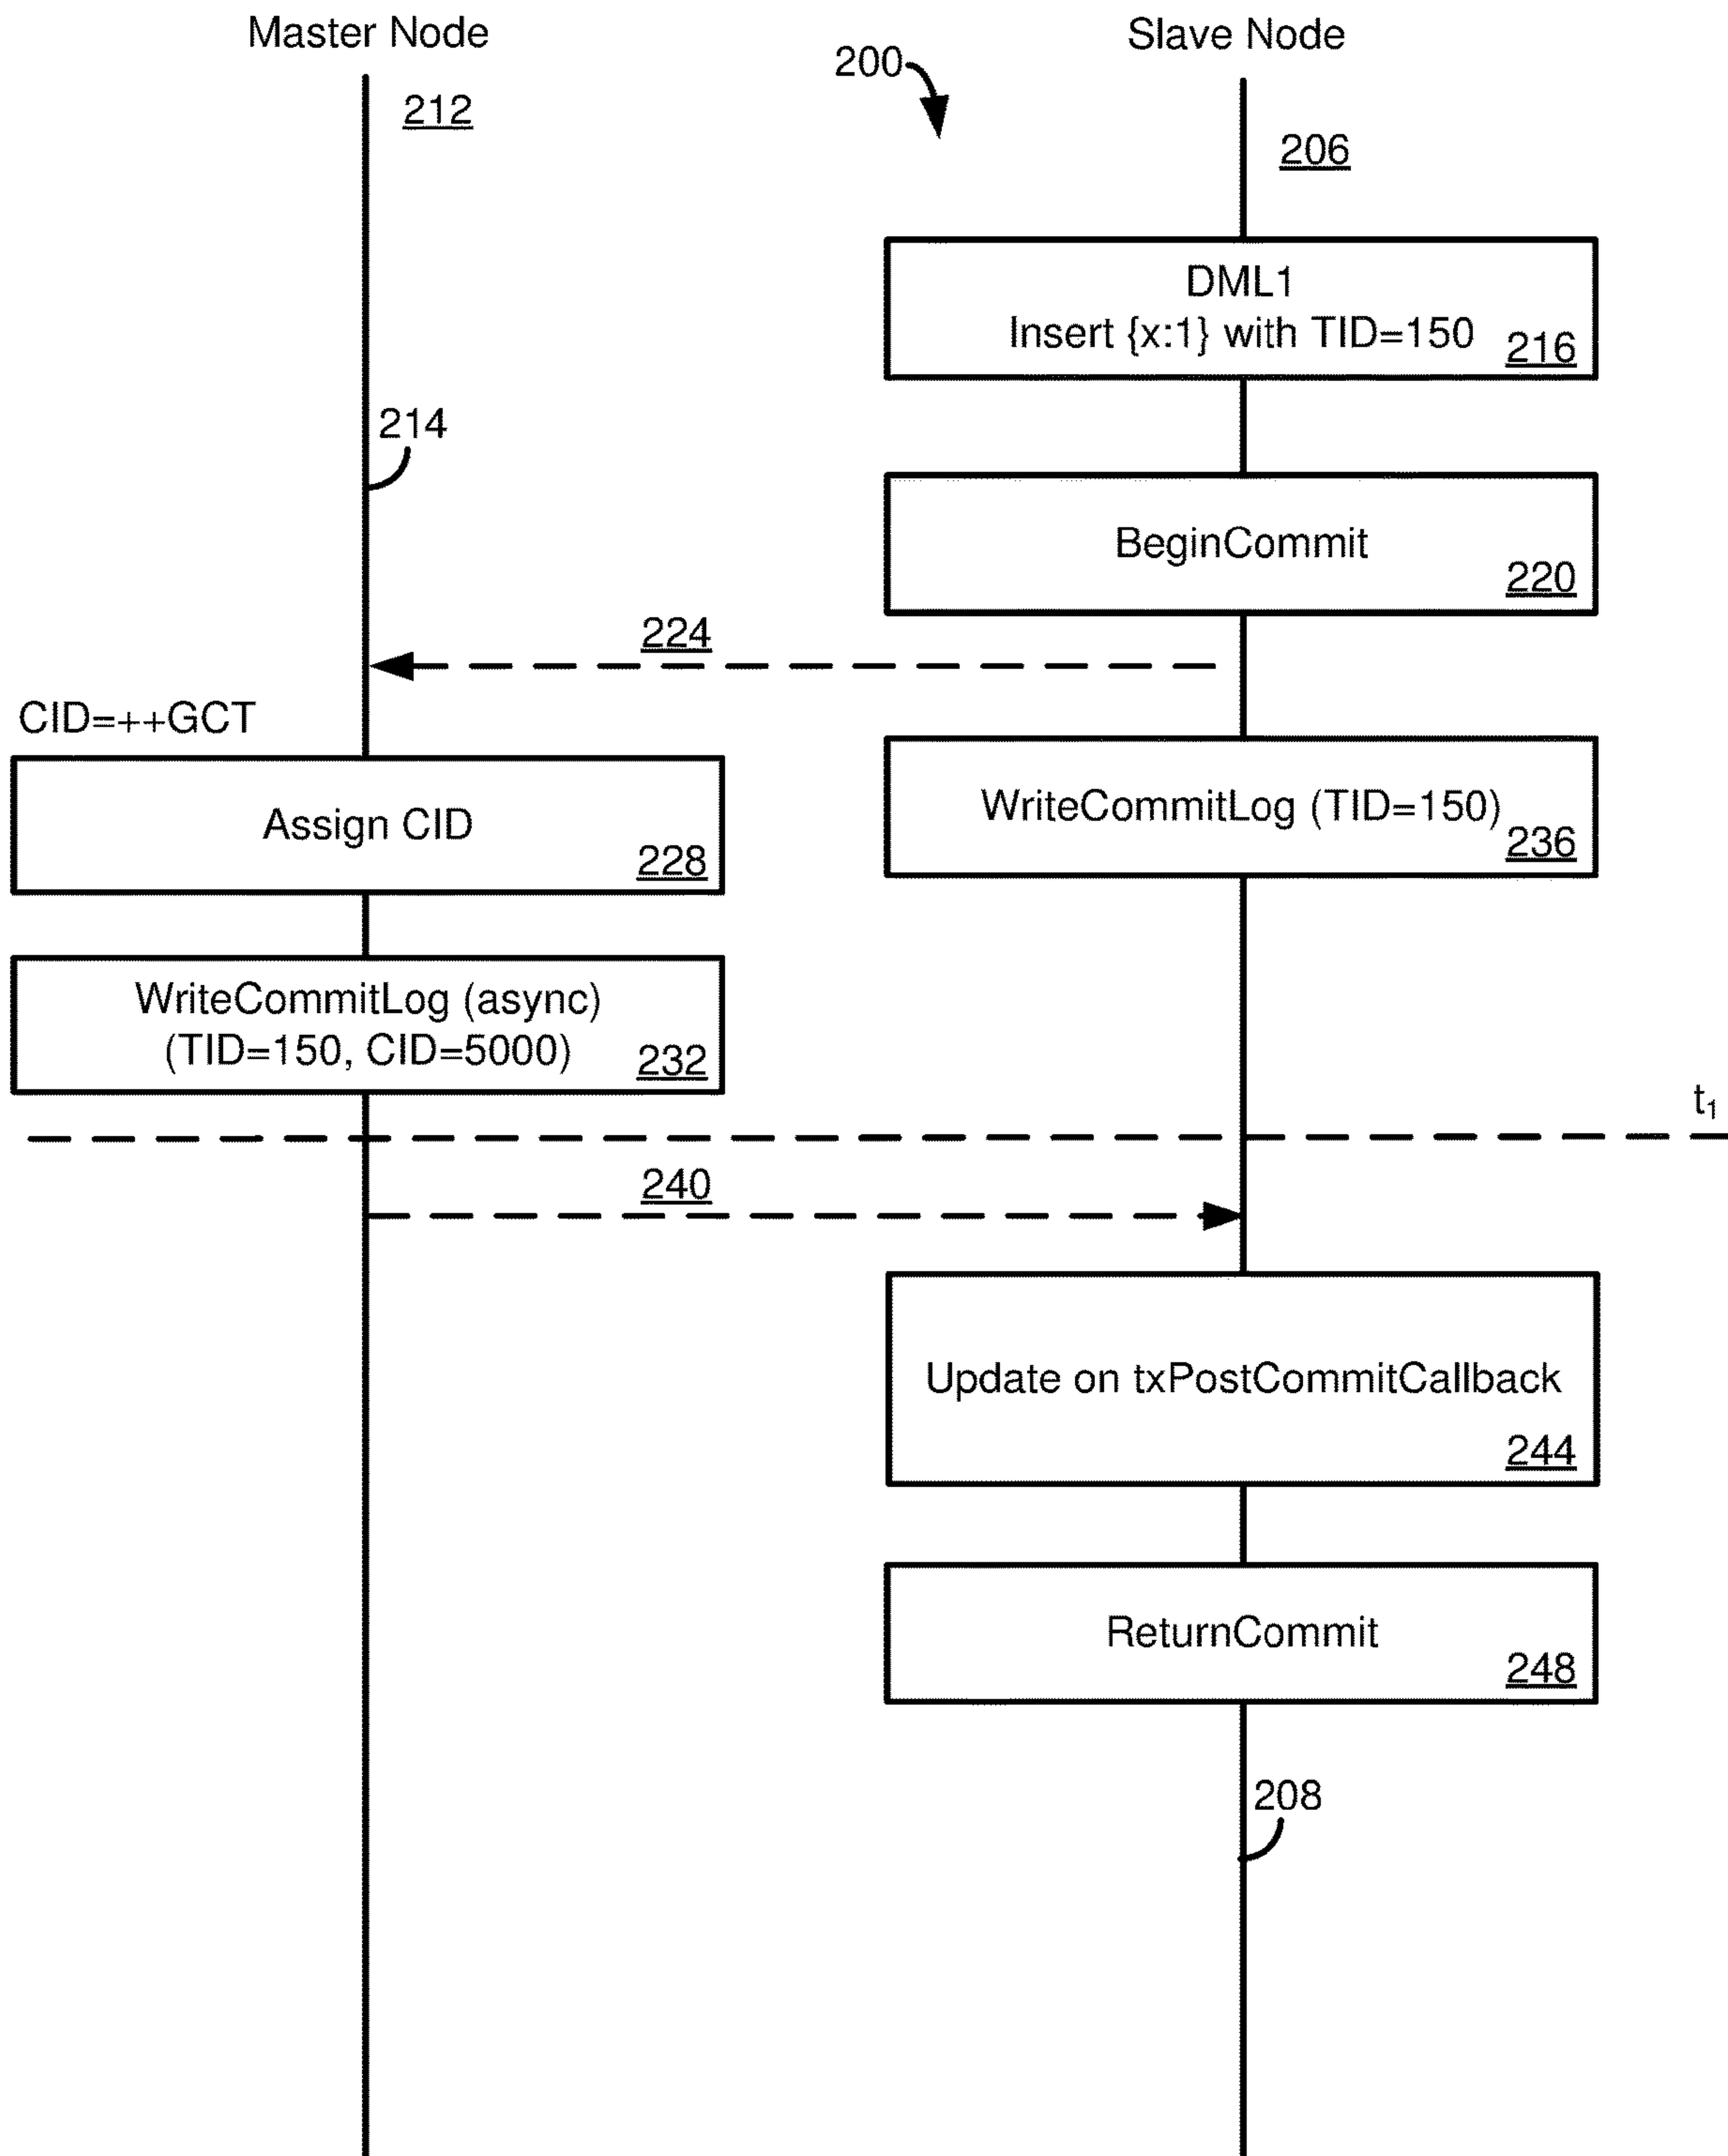 Master Node
Slave Node
200
212
206
DML1
Insert {x:1} with TID=150
216
214
BeginCommit
220
224
CID=++GCT
Assign CID
228
WriteCommitLog (TID=150)
236
WriteCommitLog (async)
(TID=150, CID=5000)
232
t₁
240
Update on txPostCommitCallback
244
ReturnCommit
248
208